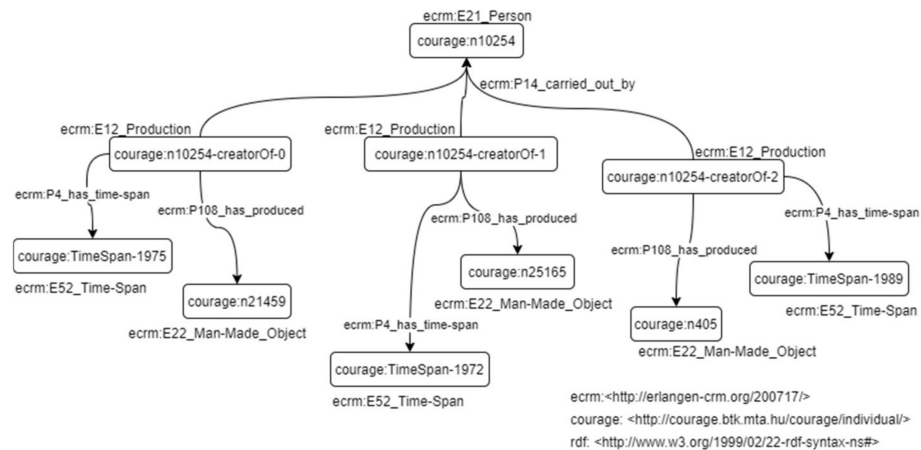 ecrm:E21_Person
courage:n10254
ecrm:P14_carried_out_by
ecrm:E12_Production
courage:n10254-creatorOf-0
ecrm:P4_has_time-span
ecrm:P108_has_produced
courage:TimeSpan-1975
ecrm:E52_Time-Span
courage:n21459
ecrm:E22_Man-Made_Object
ecrm:E12_Production
courage:n10254-creatorOf-1
ecrm:P108_has_produced
courage:n25165
ecrm:E22_Man-Made_Object
ecrm:P4_has_time-span
courage:TimeSpan-1972
ecrm:E52_Time-Span
ecrm:E12_Production
courage:n10254-creatorOf-2
ecrm:P4_has_time-span
ecrm:P108_has_produced
courage:TimeSpan-1989
ecrm:E52_Time-Span
courage:n405
ecrm:E22_Man-Made_Object
ecrm:<http://erlangen-crm.org/200717/>
courage: <http://courage.btk.mta.hu/courage/individual/>
rdf: <http://www.w3.org/1999/02/22-rdf-syntax-ns#>